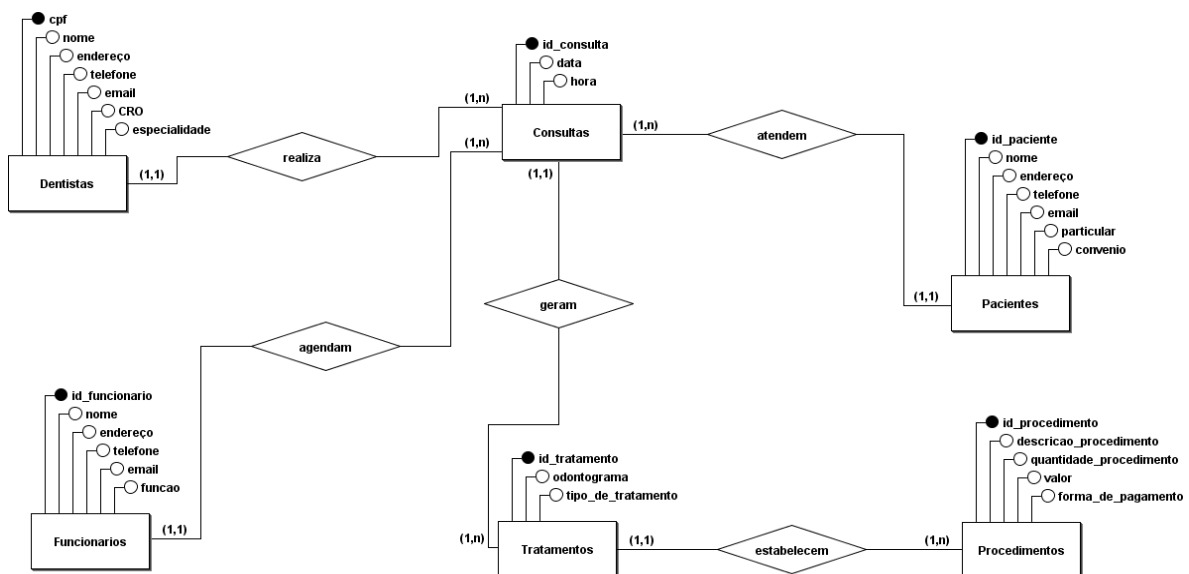 cpf
nome
endereço
telefone
email
CRO
especialidade
Dentistas
(1,1)
realiza
(1,n)
(1,n)
id_consulta
data
hora
Consultas
(1,1)
(1,n)
atendem
id_paciente
nome
endereço
telefone
email
particular
convenio
(1,1)
Pacientes
geram
agendam
id_funcionario
nome
endereço
telefone
email
funcao
Funcionarios
(1,1)
id_tratamento
odontograma
tipo_de_tratamento
(1,n)
Tratamentos
(1,1)
estabelecem
id_procedimento
descricao_procedimento
quantidade_procedimento
valor
forma_de_pagamento
(1,n)
Procedimentos